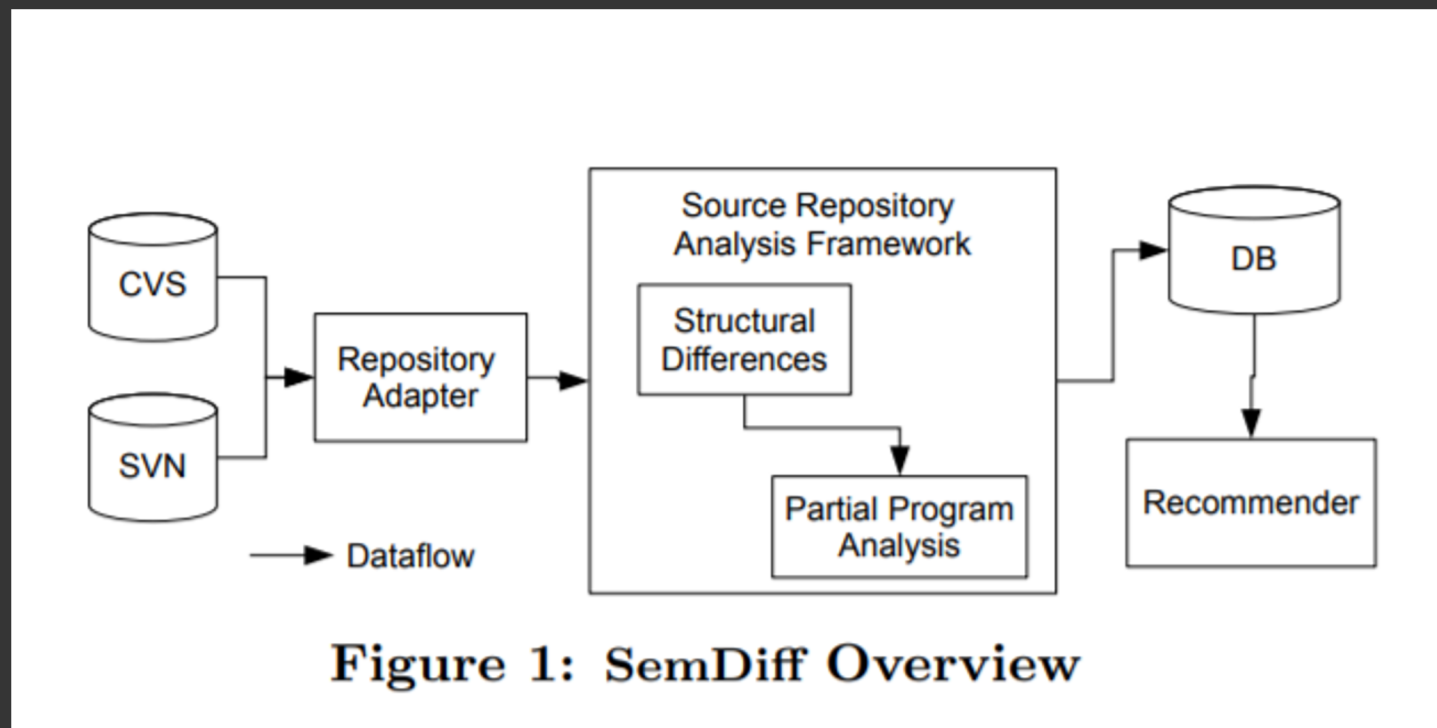 CVS
SVN
Repository
Adapter
Source Repository
Analysis Framework
Structural
Differences
Partial Program
Analysis
DB
Recommender
Dataflow
Figure 1: SemDiff Overview